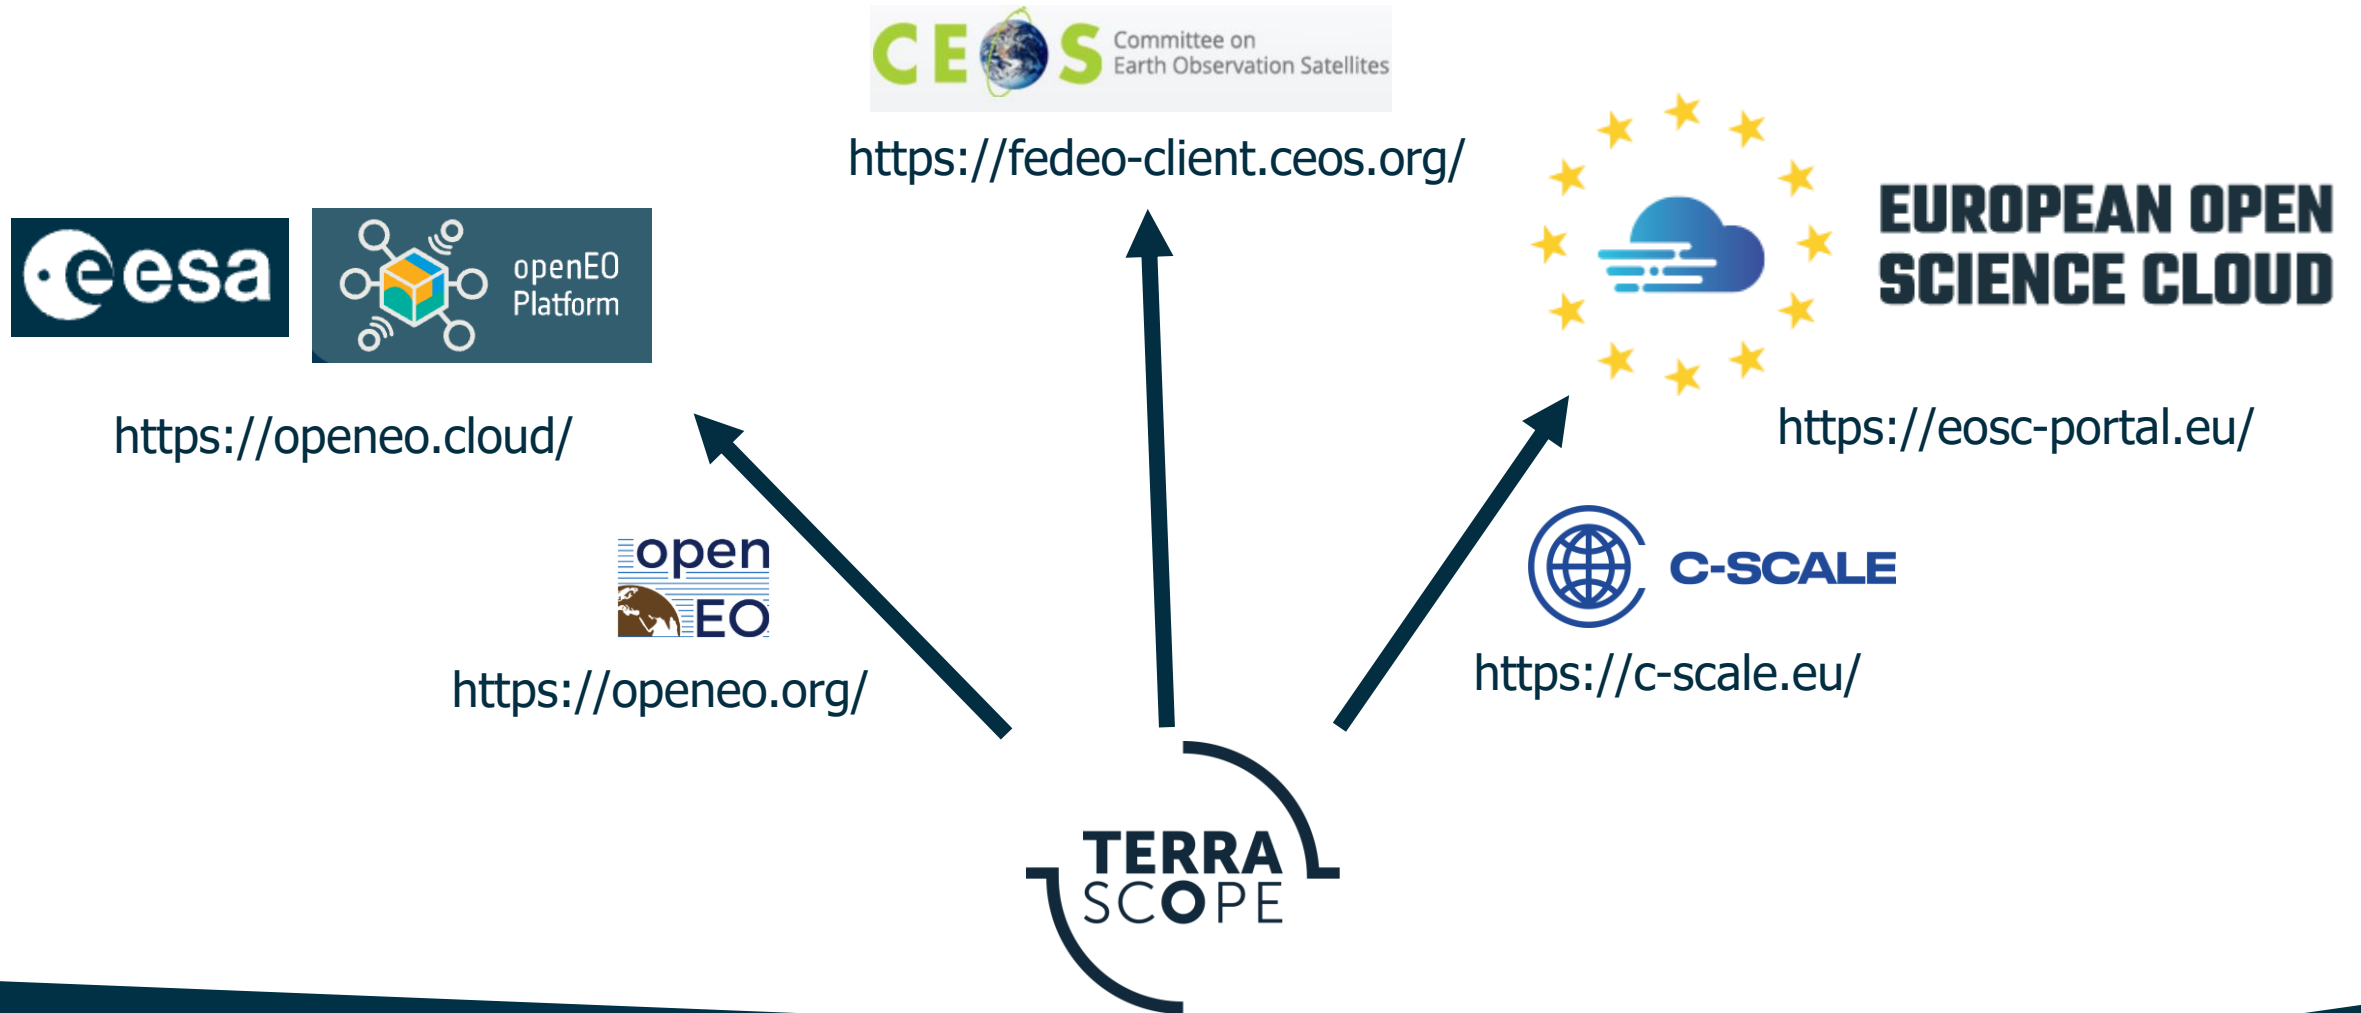 CEOS Committee on
Earth Observation Satellites
https://fedeo-client.ceos.org/
EUROPEAN OPEN
SCIENCE CLOUD
https://eosc-portal.eu/
esa
openEO
Platform
https://openeo.cloud/
open
EO
https://openeo.org/
C-SCALE
https://c-scale.eu/
TERRA
SCOPE